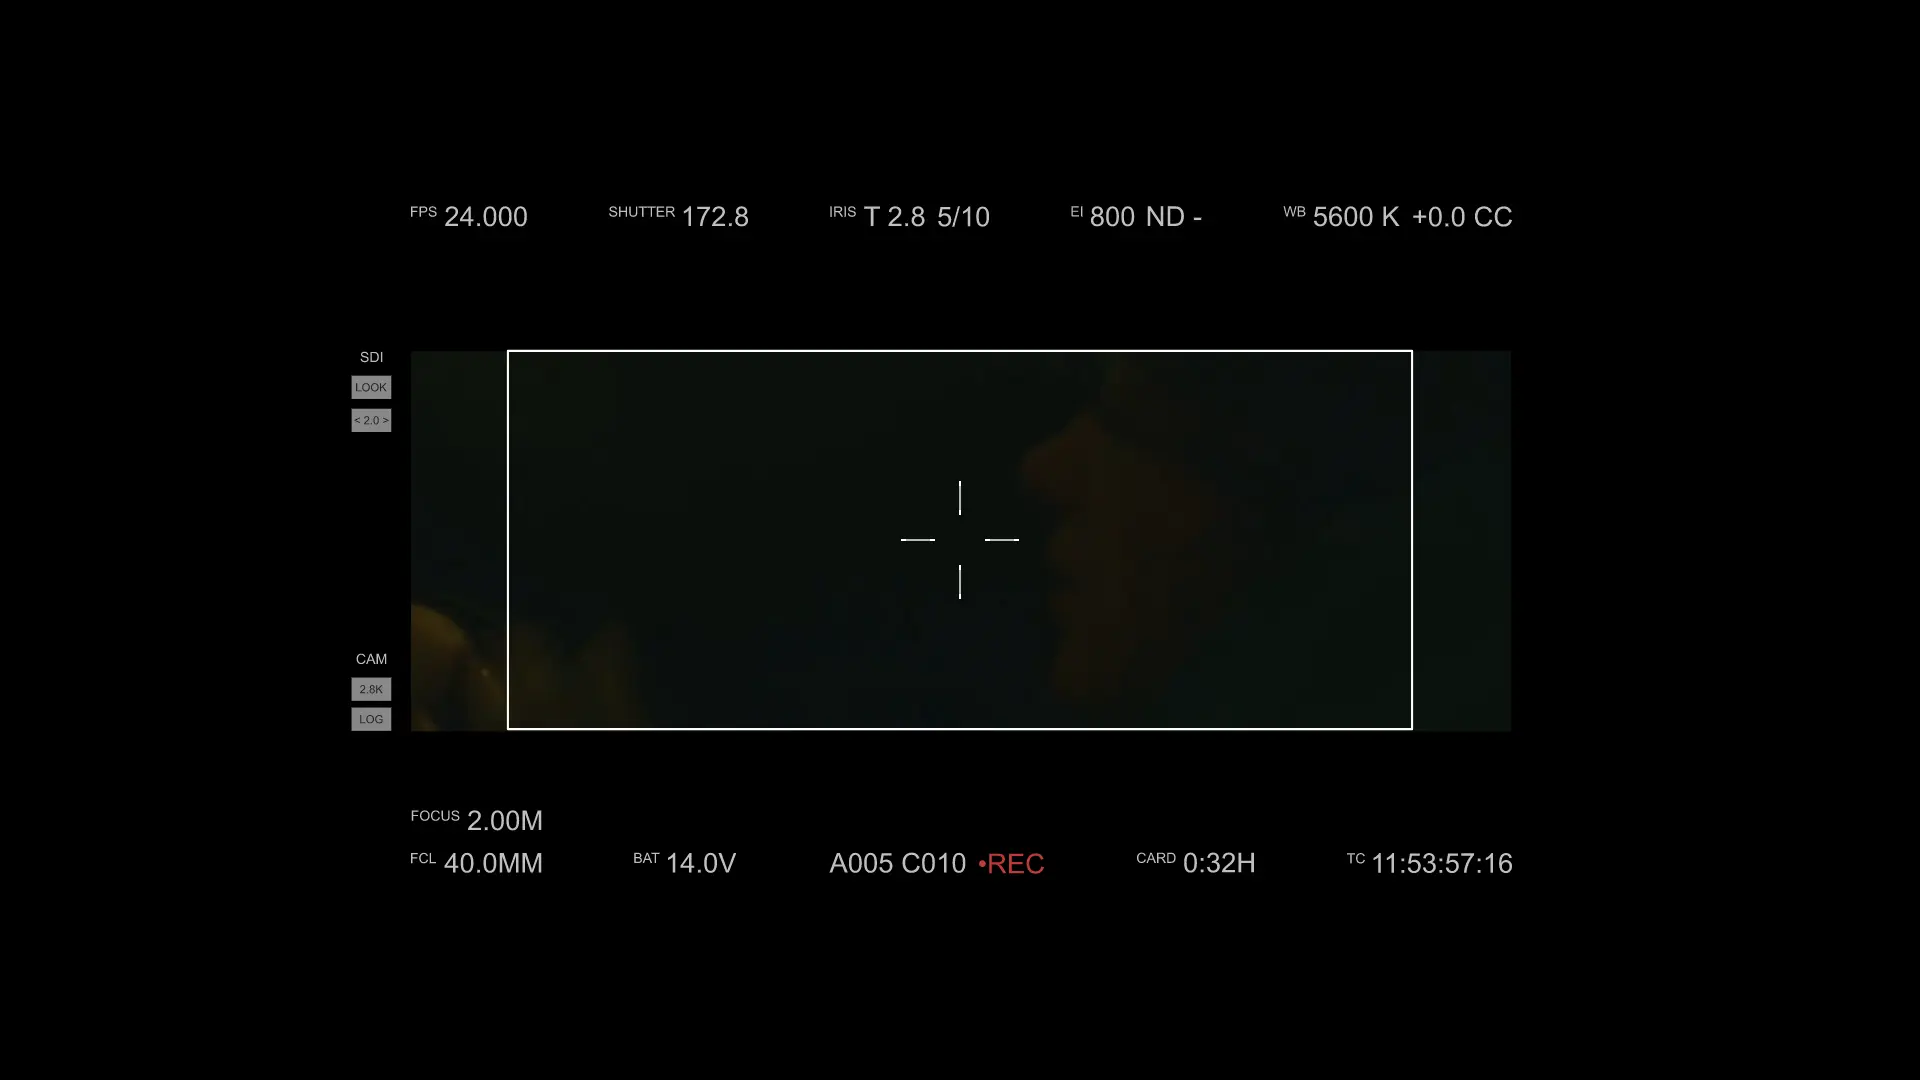 FPS 24.000 SHUTTER 172.8 IRIS T 2.8 5/10 EI 800 ND - WB 5600 K +0.0 CC
SDI
LOOK
< 2.0 >
CAM
2.8K
LOG
FOCUS 2.00M
FCL 40.0MM BAT 14.0V A005 C010 •REC CARD 0:32H TC 11:53:57:16